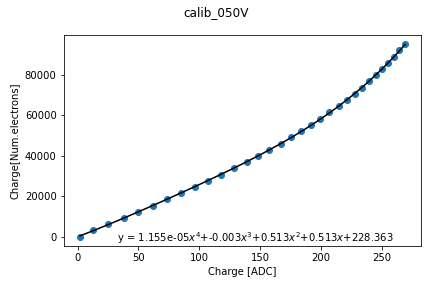 calib_050V
Charge[Num.electrons]
80000
60000
40000
20000
0
y = 1.155e-05x⁴+-0.003x³+0.513x²+0.513x+228.363
0 50 100 150 200 250
Charge [ADC]